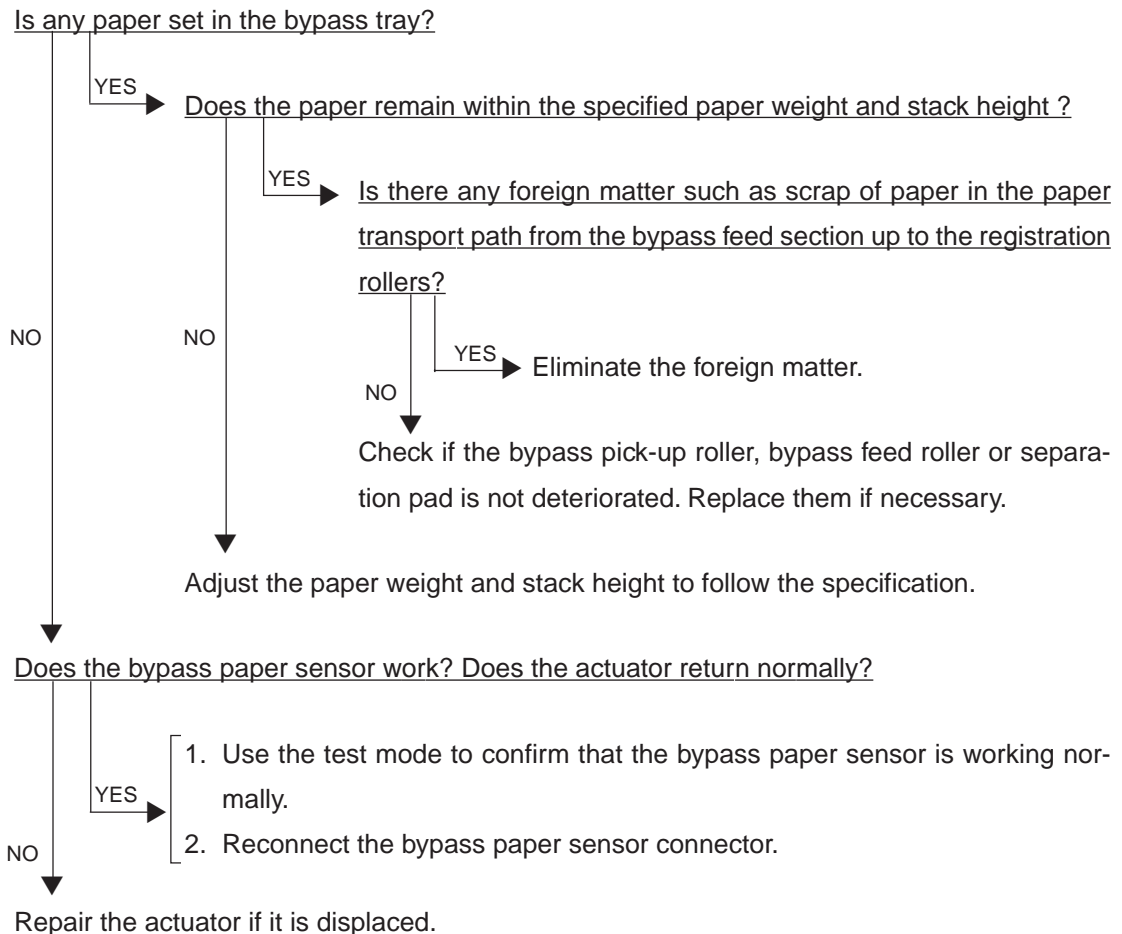 Is any paper set in the bypass tray?
YES
Does the paper remain within the specified paper weight and stack height ?
YES
Is there any foreign matter such as scrap of paper in the paper
transport path from the bypass feed section up to the registration
rollers?
NO
NO
YES
Eliminate the foreign matter.
NO
Check if the bypass pick-up roller, bypass feed roller or separa-
tion pad is not deteriorated. Replace them if necessary.
Adjust the paper weight and stack height to follow the specification.
Does the bypass paper sensor work? Does the actuator return normally?
1. Use the test mode to confirm that the bypass paper sensor is working nor-
mally.
YES
2. Reconnect the bypass paper sensor connector.
NO
Repair the actuator if it is displaced.